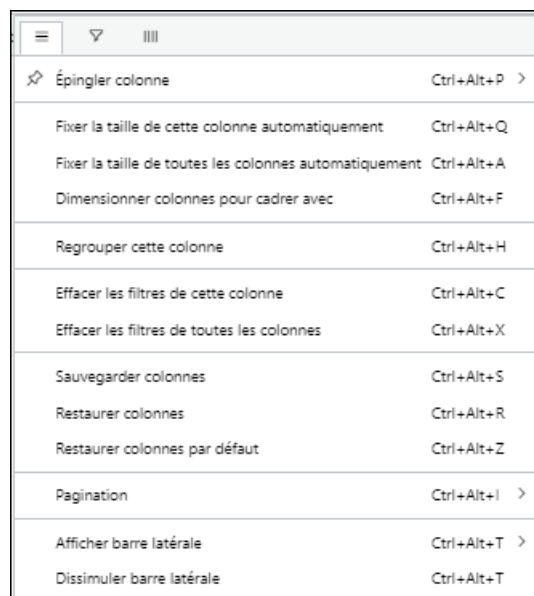 Épingler colonne Ctrl+Alt+P
Fixer la taille de cette colonne automatiquement Ctrl+Alt+Q
Fixer la taille de toutes les colonnes automatiquement Ctrl+Alt+A
Dimensionner colonnes pour cadrer avec Ctrl+Alt+F
Regrouper cette colonne Ctrl+Alt+H
Effacer les filtres de cette colonne Ctrl+Alt+C
Effacer les filtres de toutes les colonnes Ctrl+Alt+X
Sauvegarder colonnes Ctrl+Alt+S
Restaurer colonnes Ctrl+Alt+R
Restaurer colonnes par défaut Ctrl+Alt+Z
Pagination Ctrl+Alt+I
Afficher barre latérale Ctrl+Alt+T
Dissimuler barre latérale Ctrl+Alt+T